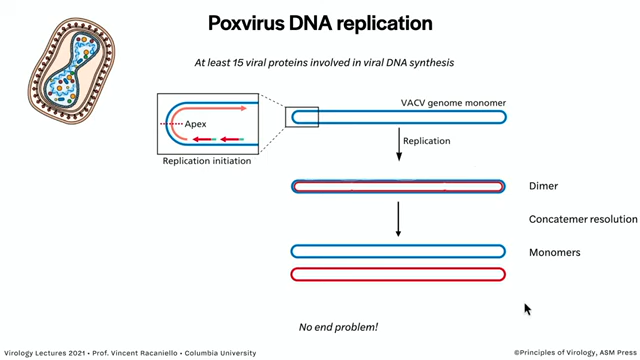 Poxvirus DNA replication
At least 15 viral proteins involved in viral DNA synthesis
VACV genome monomer
Apex
Replication
Replication initiation
Dimer
Concatemer resolution
Monomers
No end problem!
Virology Lectures 2021 • Prof. Vincent Racaniello • Columbia University
©Principles of Virology, ASM Press